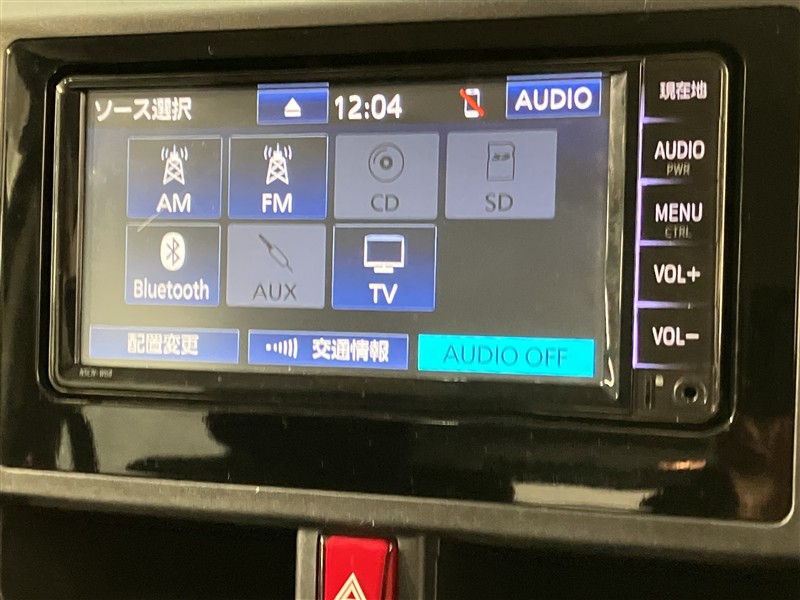 ソース選択 12:04 AUDIO
AM FM CD SD
Bluetooth AUX TV
配置変更 交通情報 AUDIO OFF
現在地
AUDIO
PWR
MENU
CTRL
VOL+
VOL-